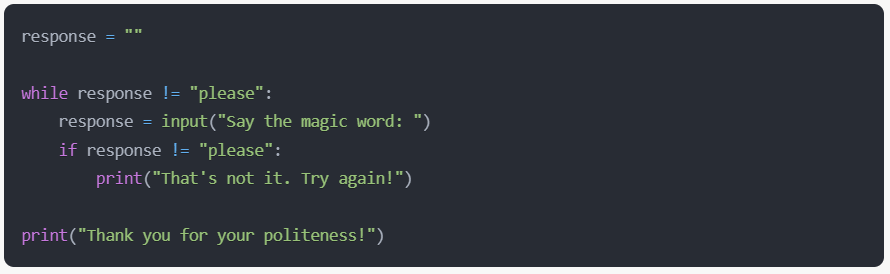 response = ""
while response != "please":
    response = input("Say the magic word: ")
    if response != "please":
        print("That's not it. Try again!")
print("Thank you for your politeness!")